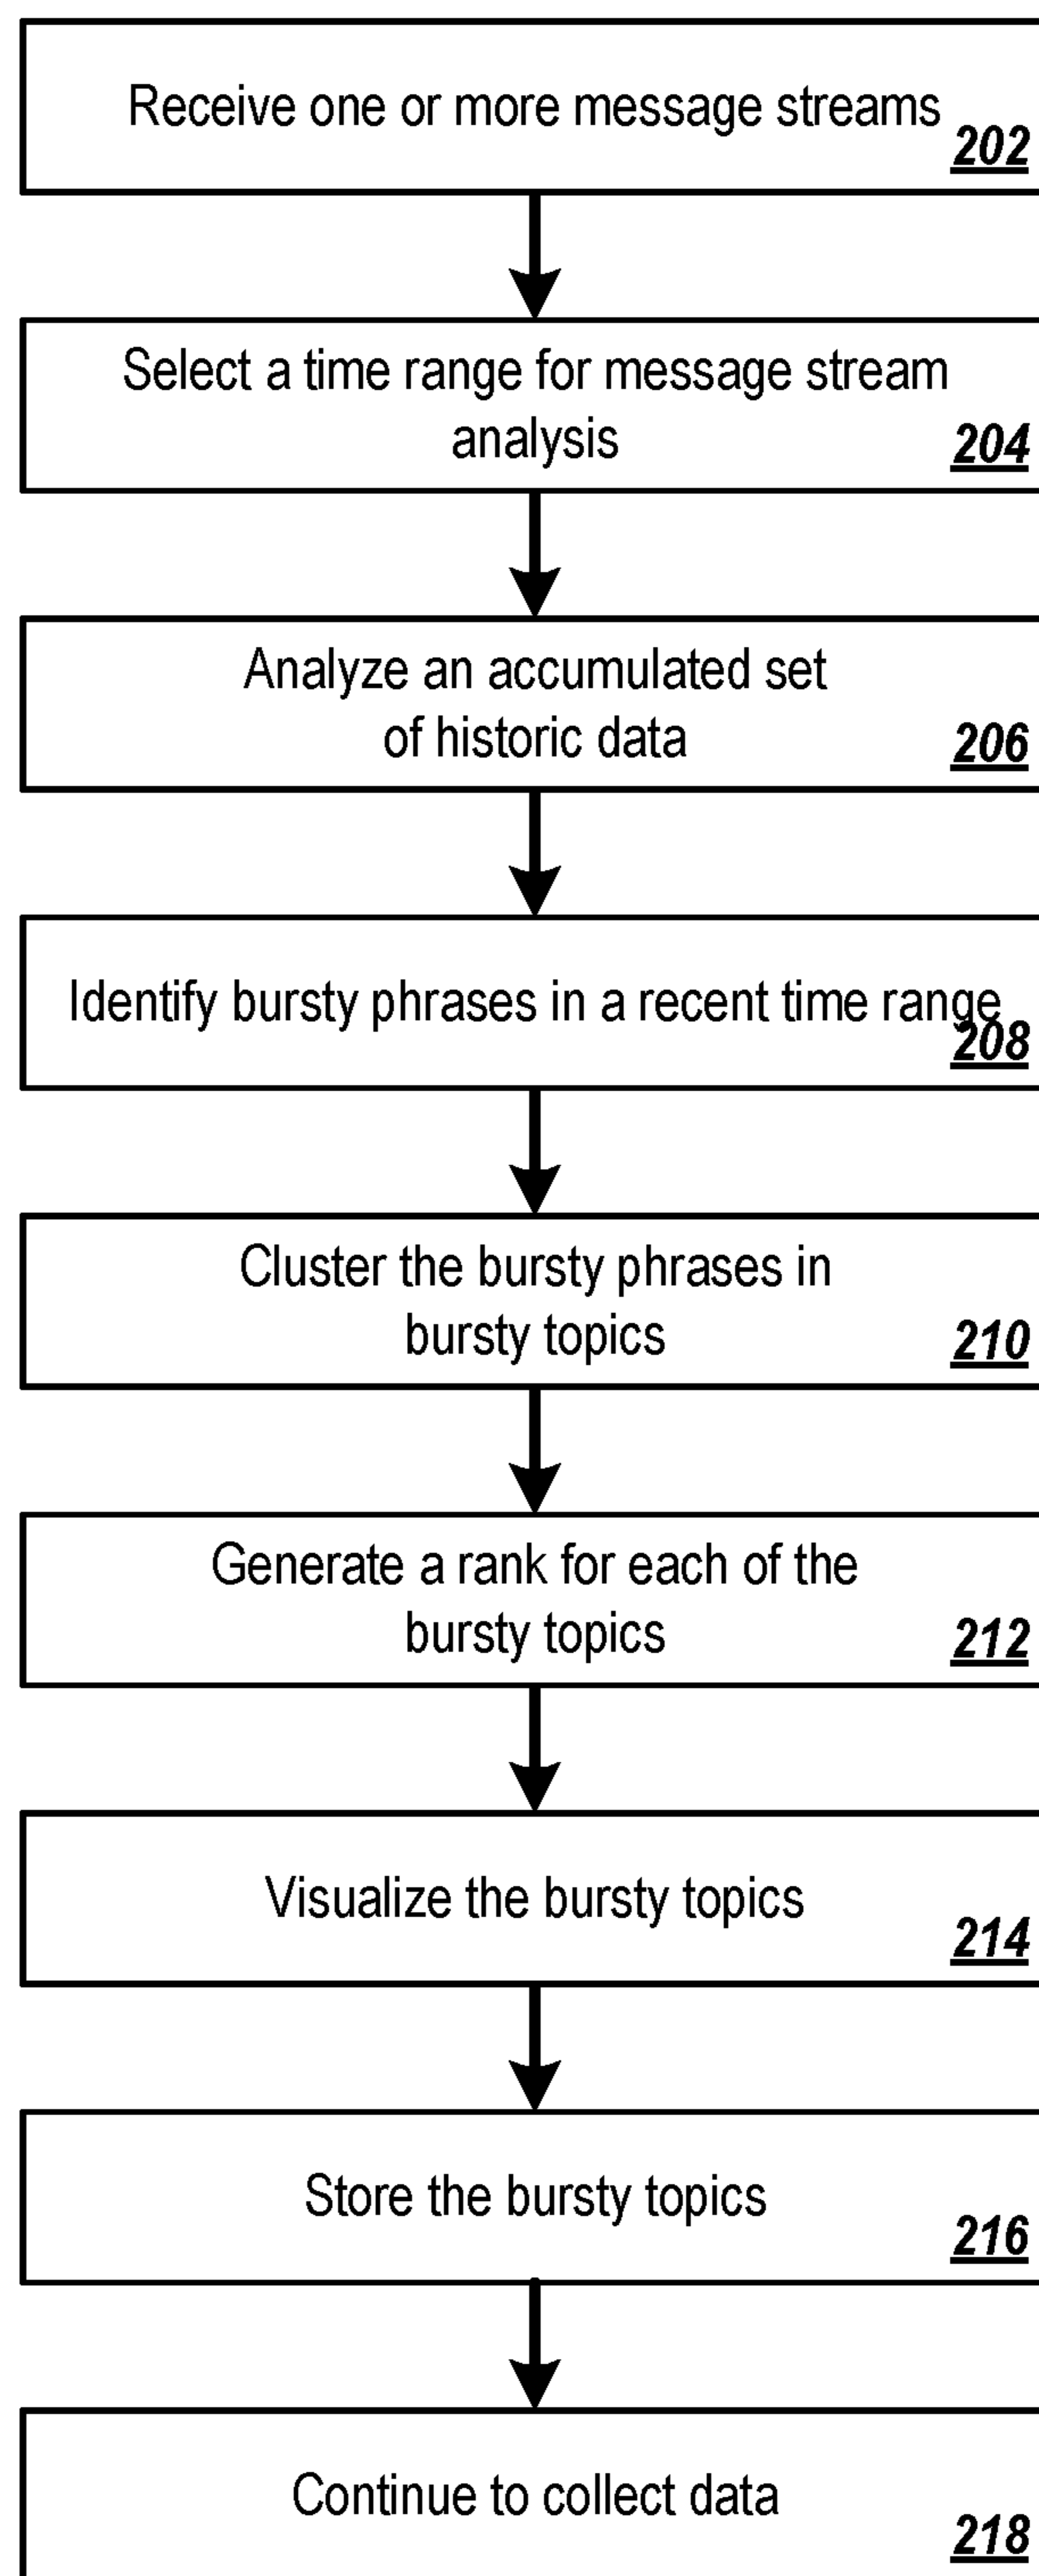 Receive one or more message streams
202
Select a time range for message stream
analysis
204
Analyze an accumulated set
of historic data
206
Identify bursty phrases in a recent time range
208
Cluster the bursty phrases in
bursty topics
210
Generate a rank for each of the
bursty topics
212
Visualize the bursty topics
214
Store the bursty topics
216
Continue to collect data
218